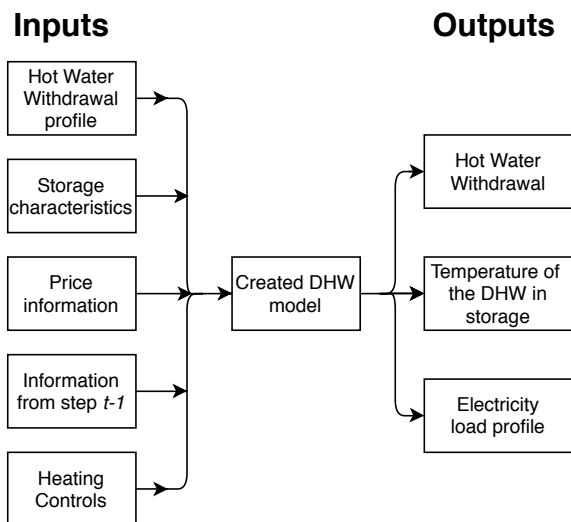 Inputs
Outputs
Hot Water
Withdrawal
profile
Storage
characteristics
Price
information
Information
from step t-1
Heating
Controls
Created DHW
model
Hot Water
Withdrawal
Temperature of
the DHW in
storage
Electricity
load profile